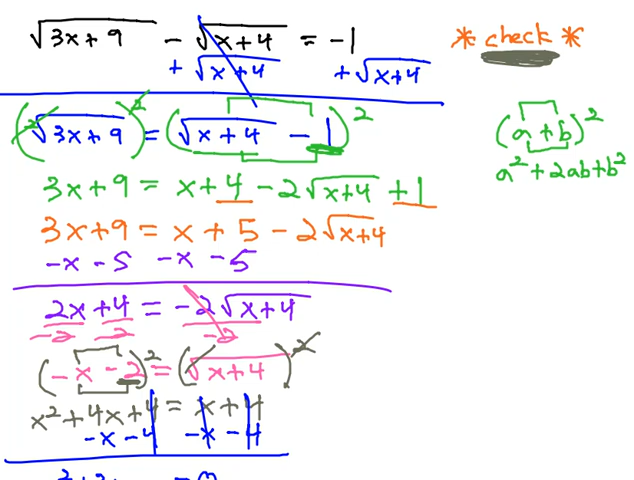 √3x+9 - √x+4 = -1
* check *
+ √x+4 + √x+4
(√3x+9)² = (√x+4 - 1)²
(a+b)²
a² + 2ab + b²
3x+9 = x+4 - 2√x+4 + 1
3x+9 = x + 5 - 2√x+4
-x - 5 -x - 5
2x+4 = -2√x+4
-2 -2 -2
(-x - 2)² = (√x+4)²
x² + 4x + 4 = x + 4
-x - 4 -x - 4